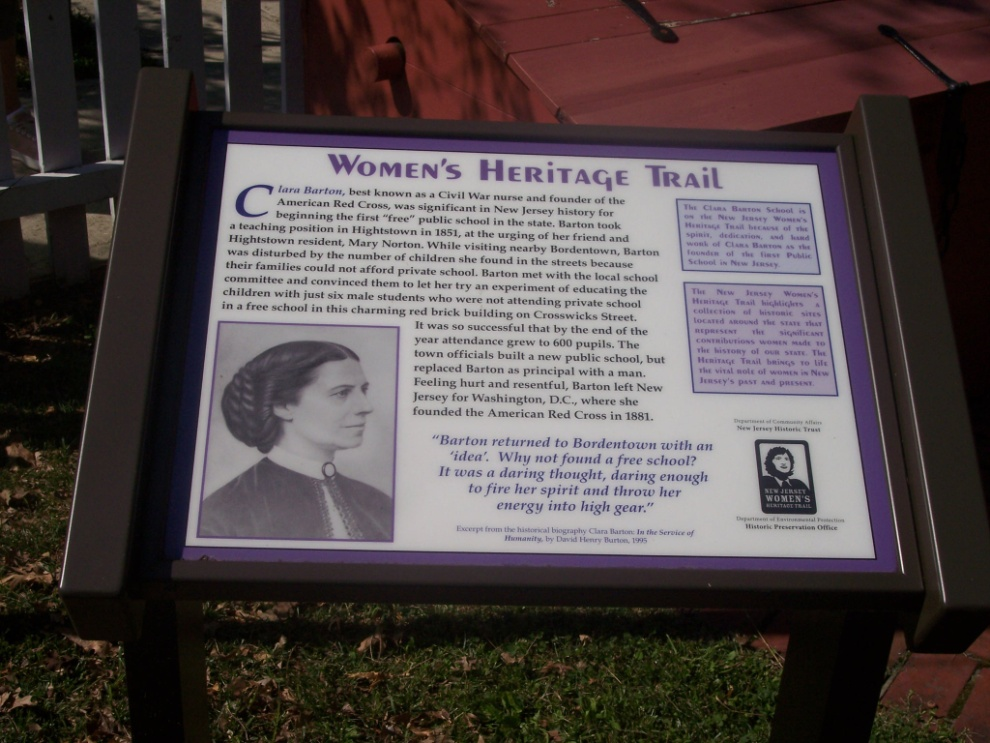 Women's Heritage Trail
Clara Barton, best known as a Civil War nurse and founder of the
American Red Cross, was significant in New Jersey history for
beginning the first "free" public school in the state. Barton took
a teaching position in Hightstown in 1851, at the urging of her friend and
Hightstown resident, Mary Norton. While visiting nearby Bordentown, Barton
was disturbed by the number of children she found in the streets because
their families could not afford private school. Barton met with the local school
committee and convinced them to let her try an experiment of educating the
children with just six male students who were not attending private school
in a free school in this charming red brick building on Crosswicks Street.
It was so successful that by the end of the
year attendance grew to 600 pupils. The
town officials built a new public school, but
replaced Barton as principal with a man.
Feeling hurt and resentful, Barton left New
Jersey for Washington, D.C., where she
founded the American Red Cross in 1881.
"Barton returned to Bordentown with an
'idea'. Why not found a free school?
It was a daring thought, daring enough
to fire her spirit and throw her
energy into high gear."
Excerpt from the historical biography Clara Barton: In the Service of
Humanity, by David Henry Burton, 1995
The Clara Barton School is
on the New Jersey Women's
Heritage Trail because of the
spirit, dedication, and hard
work of Clara Barton as the
founder of the first Public
School in New Jersey.
The New Jersey Women's
Heritage Trail highlights a
collection of historic sites
located around the state that
represent the significant
contributions women made to
the history of our state. The
Heritage Trail brings to life
the vital role of women in New
Jersey's past and present.
Department of Community Affairs
New Jersey Historic Trust
NEW JERSEY
WOMEN'S
HERITAGE TRAIL
Department of Environmental Protection
Historic Preservation Office